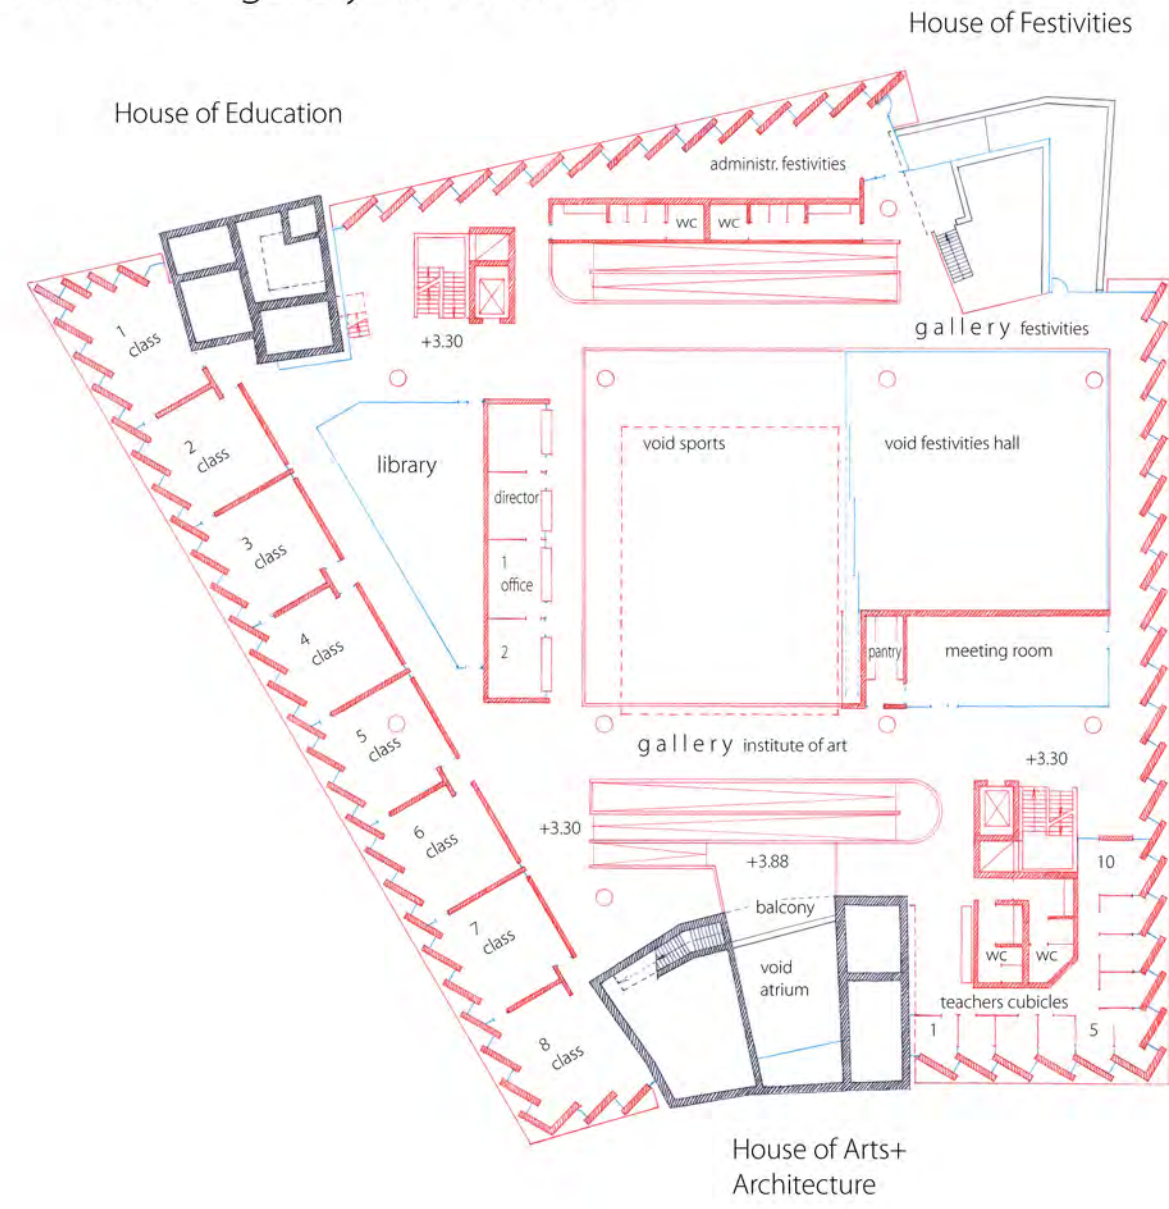 House of Festivities
House of Education
administr. festivities
wc
wc
gallery festivities
+3.30
1
class
2
class
3
class
4
class
5
class
6
class
7
class
8
class
library
director
1
office
2
void sports
void festivities hall
pantry
meeting room
gallery institute of art
+3.30
+3.30
+3.88
balcony
void
atrium
10
wc
wc
teachers cubicles
1
5
House of Arts+
Architecture